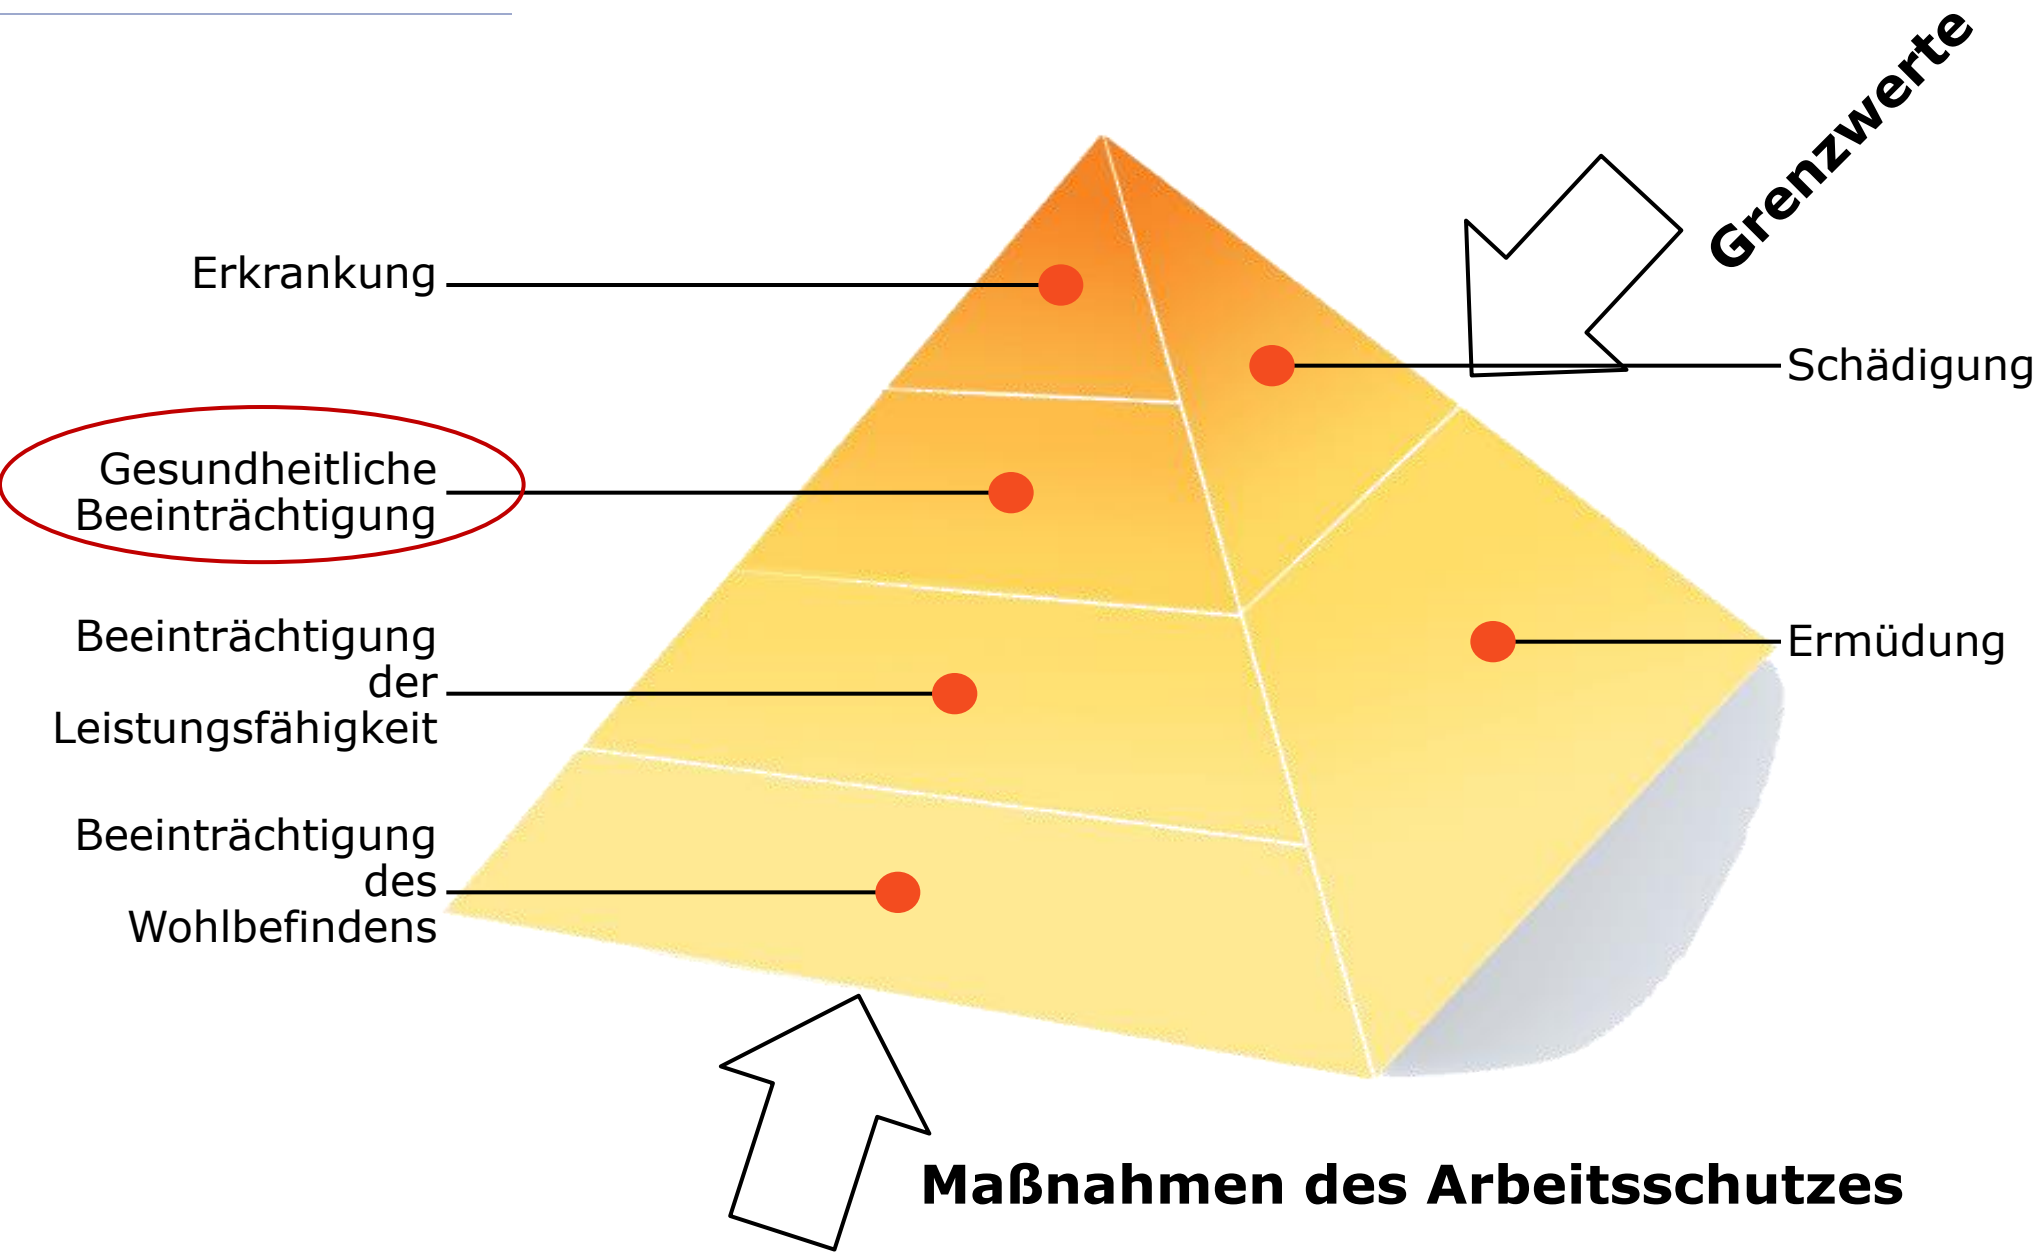 Grenzwerte
Erkrankung
Schädigung
Gesundheitliche
Beeinträchtigung
Beeinträchtigung
der
Leistungsfähigkeit
Ermüdung
Beeinträchtigung
des
Wohlbefindens
Maßnahmen des Arbeitsschutzes